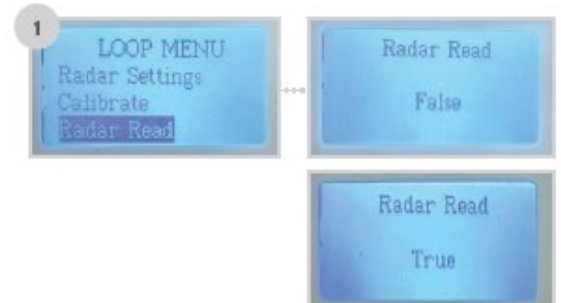 1
LOOP MENU
Radar Settings
Calibrate
Radar Read
Radar Read
False
Radar Read
True